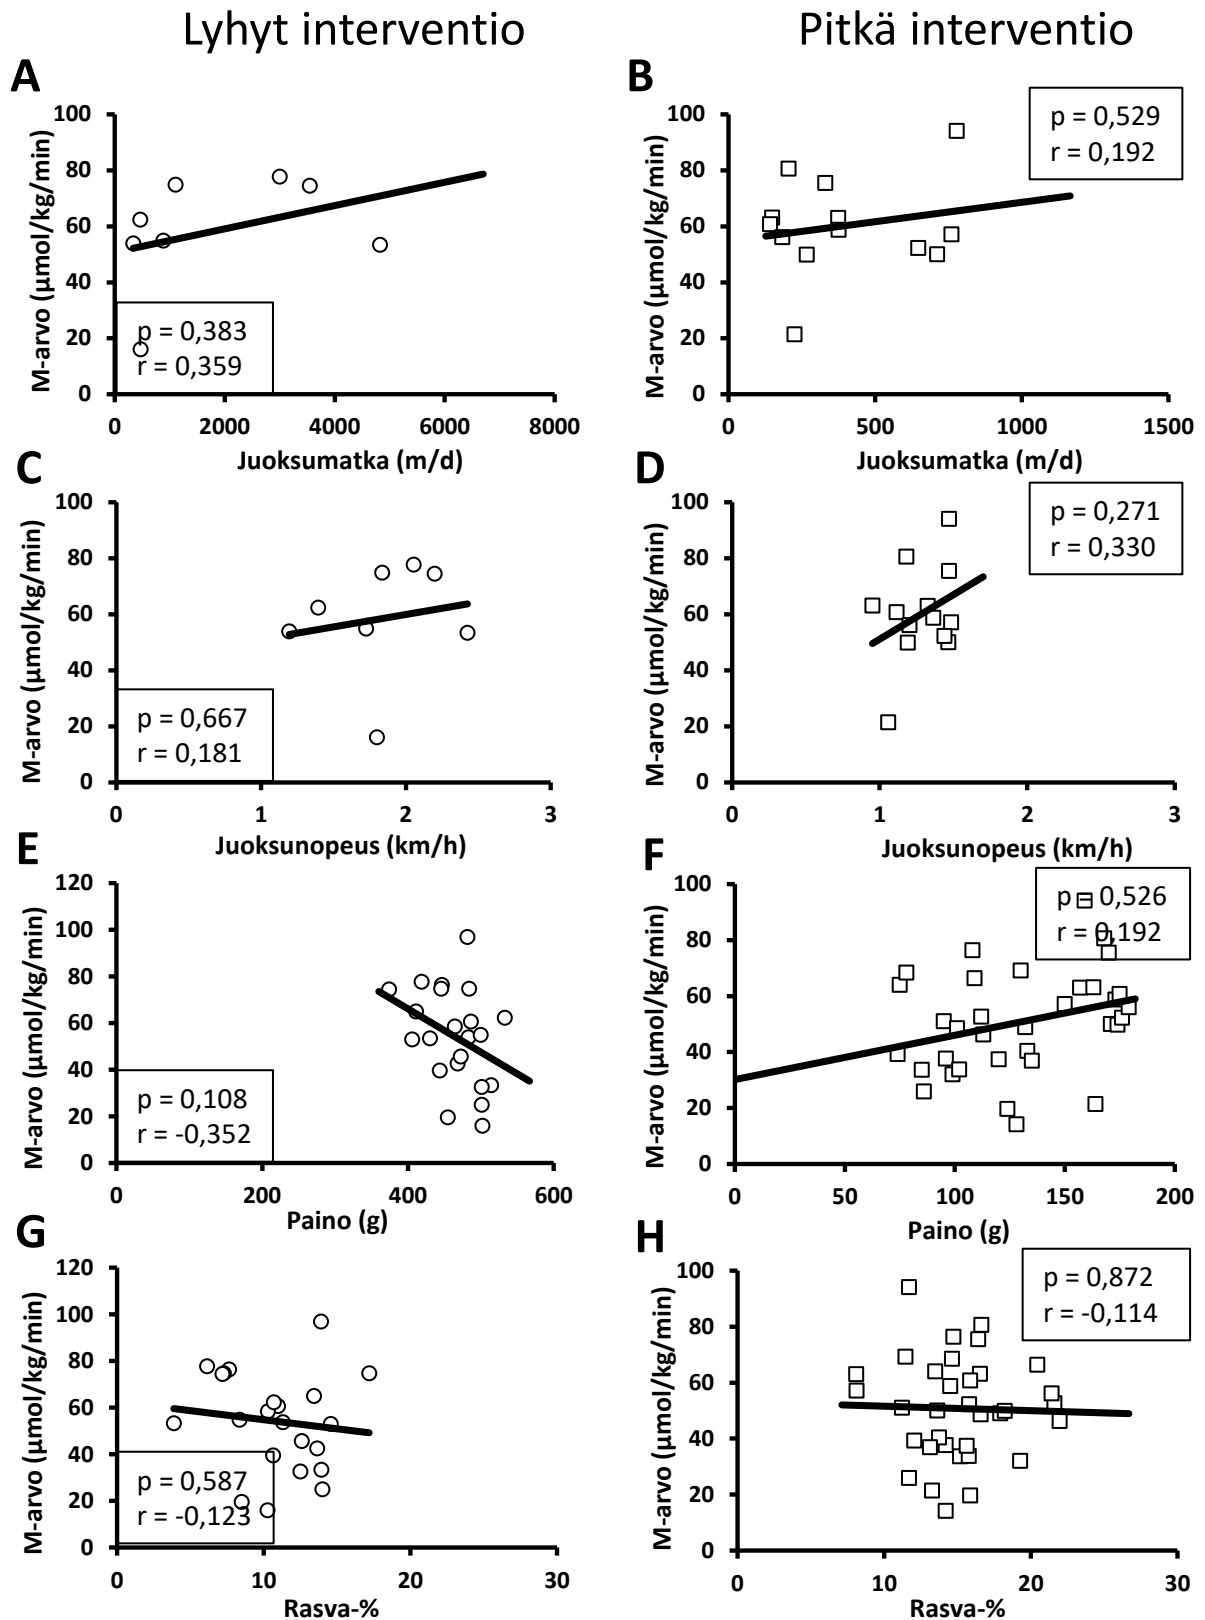 Lyhyt interventio
Pitkä interventio
A
M-arvo (µmol/kg/min)
100
80
60
40
20
0
p = 0,383
r = 0,359
0 2000 4000 6000 8000
Juoksumatka (m/d)
B
M-arvo (µmol/kg/min)
100
80
60
40
20
0
p = 0,529
r = 0,192
0 500 1000 1500
Juoksumatka (m/d)
C
M-arvo (µmol/kg/min)
100
80
60
40
20
0
p = 0,667
r = 0,181
0 1 2 3
Juoksunopeus (km/h)
D
M-arvo (µmol/kg/min)
100
80
60
40
20
0
p = 0,271
r = 0,330
0 1 2 3
Juoksunopeus (km/h)
E
M-arvo (µmol/kg/min)
120
100
80
60
40
20
0
p = 0,108
r = -0,352
0 200 400 600
Paino (g)
F
M-arvo (µmol/kg/min)
100
80
60
40
20
0
p = 0,526
r = 0,192
0 50 100 150 200
Paino (g)
G
M-arvo (µmol/kg/min)
120
100
80
60
40
20
0
p = 0,587
r = -0,123
0 10 20 30
Rasva-%
H
M-arvo (µmol/kg/min)
100
80
60
40
20
0
p = 0,872
r = -0,114
0 10 20 30
Rasva-%